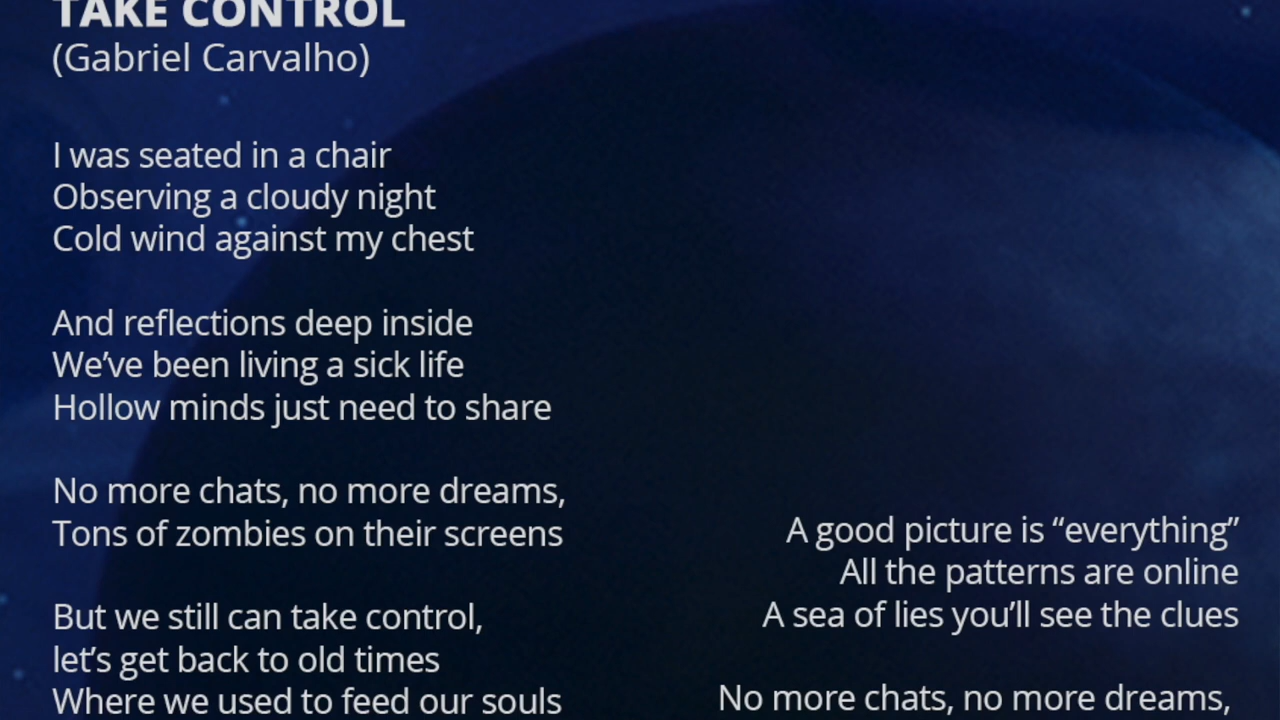 TAKE CONTROL
(Gabriel Carvalho)
I was seated in a chair
Observing a cloudy night
Cold wind against my chest
And reflections deep inside
We’ve been living a sick life
Hollow minds just need to share
No more chats, no more dreams,
Tons of zombies on their screens
But we still can take control,
let’s get back to old times
Where we used to feed our souls
A good picture is “everything”
All the patterns are online
A sea of lies you’ll see the clues
No more chats, no more dreams,